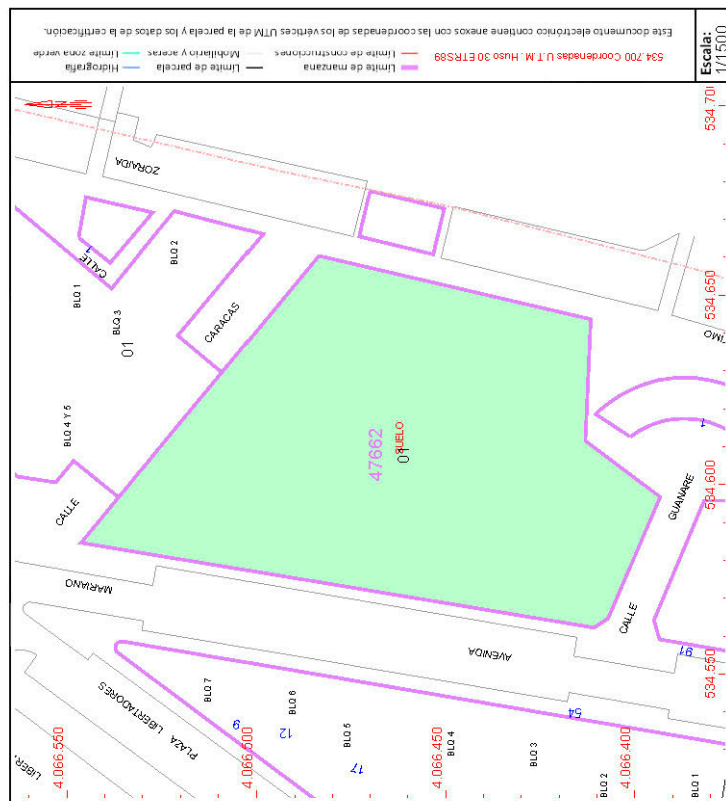 Este documento electrónico contiene anexos con las coordenadas UTM de los vértices de la parcela y los datos de la certificación.
534.700 Coordenadas U.T.M. Huso 30 ETRS89
Límite de manzana
Límite de construcciones
Límite de parcela
Mobiliario y aceras
Límite zona verde
Hidrografía
Escala:
1/1500
534.700
534.650
534.600
534.550
4.066.550
4.066.500
4.066.450
4.066.400
ZORAIDA
CALLE
1
BLQ 2
BLQ 1
BLQ 3
01
CARACAS
BLQ 4 Y 5
CALLE
47662
SUELO
01
TIMO
1
GUANARE
CALLE
MARIANO
AVENIDA
91
54
PLAZA LIBERTADORES
LIBERT
BLQ 7
9
BLQ 6
12
BLQ 5
17
BLQ 4
BLQ 3
BLQ 2
BLQ 1